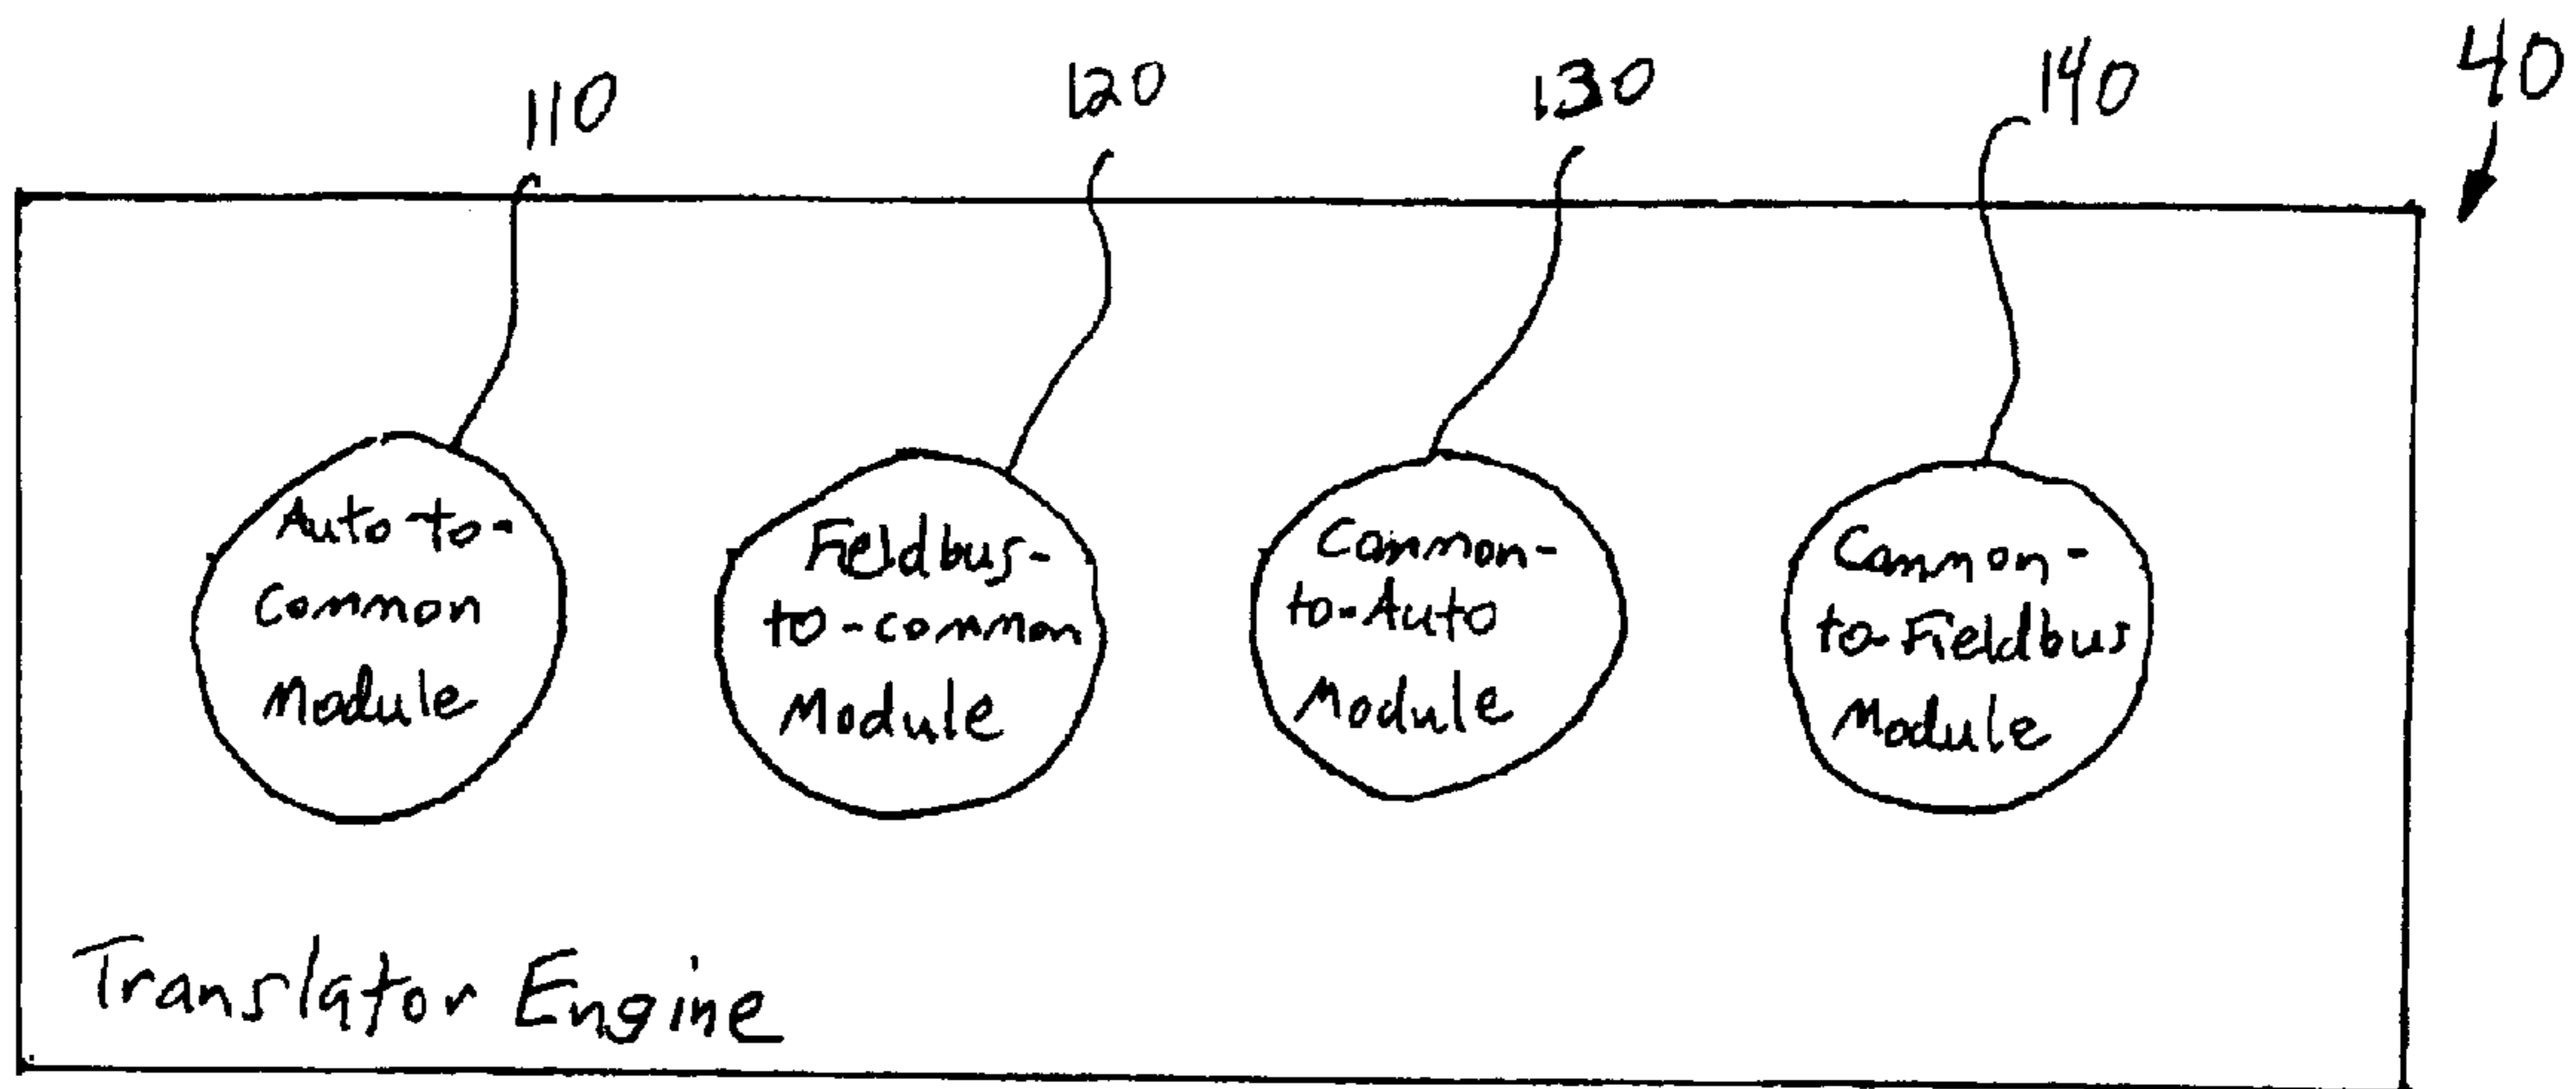 110
120
130
140
40
Auto-to-
Common
Module
Fieldbus-
to-common
Module
Common-
to-Auto
Module
Common-
to-Fieldbus
Module
Translator Engine